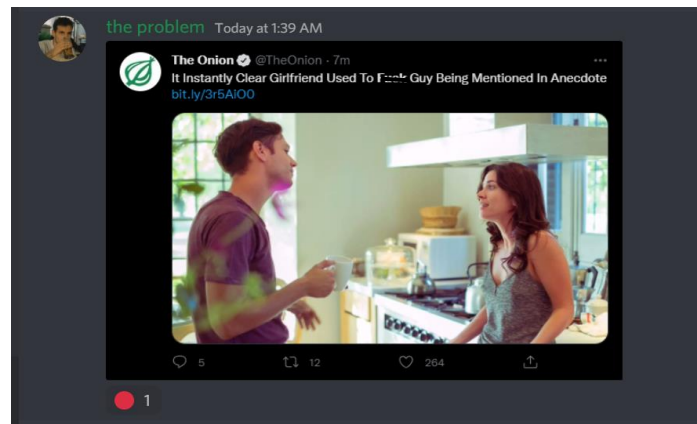 the problem Today at 1:39 AM
The Onion @TheOnion · 7m
It Instantly Clear Girlfriend Used To Guy Being Mentioned In Anecdote
bit.ly/3r5AiO0
5 12 264
1